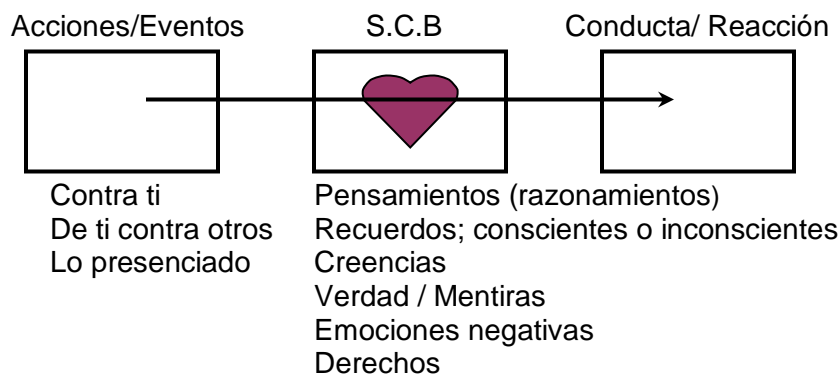 Acciones/Eventos
S.C.B
Conducta/ Reacción
Contra ti
De ti contra otros
Lo presenciado
Pensamientos (razonamientos)
Recuerdos; conscientes o inconscientes
Creencias
Verdad / Mentiras
Emociones negativas
Derechos